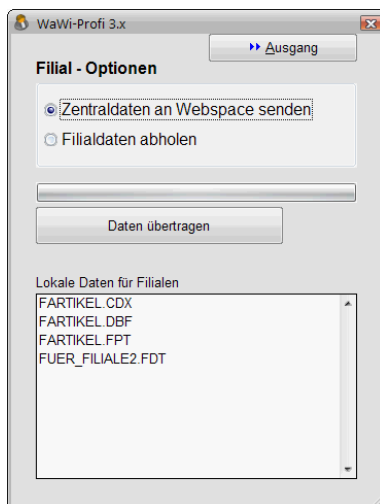 WaWi-Profi 3.x
Ausgang
Filial - Optionen
Zentraldaten an Webspace senden
Filialdaten abholen
Daten übertragen
Lokale Daten für Filialen
FARTIKEL.CDX
FARTIKEL.DBF
FARTIKEL.FPT
FUER_FILIALE2.FDT